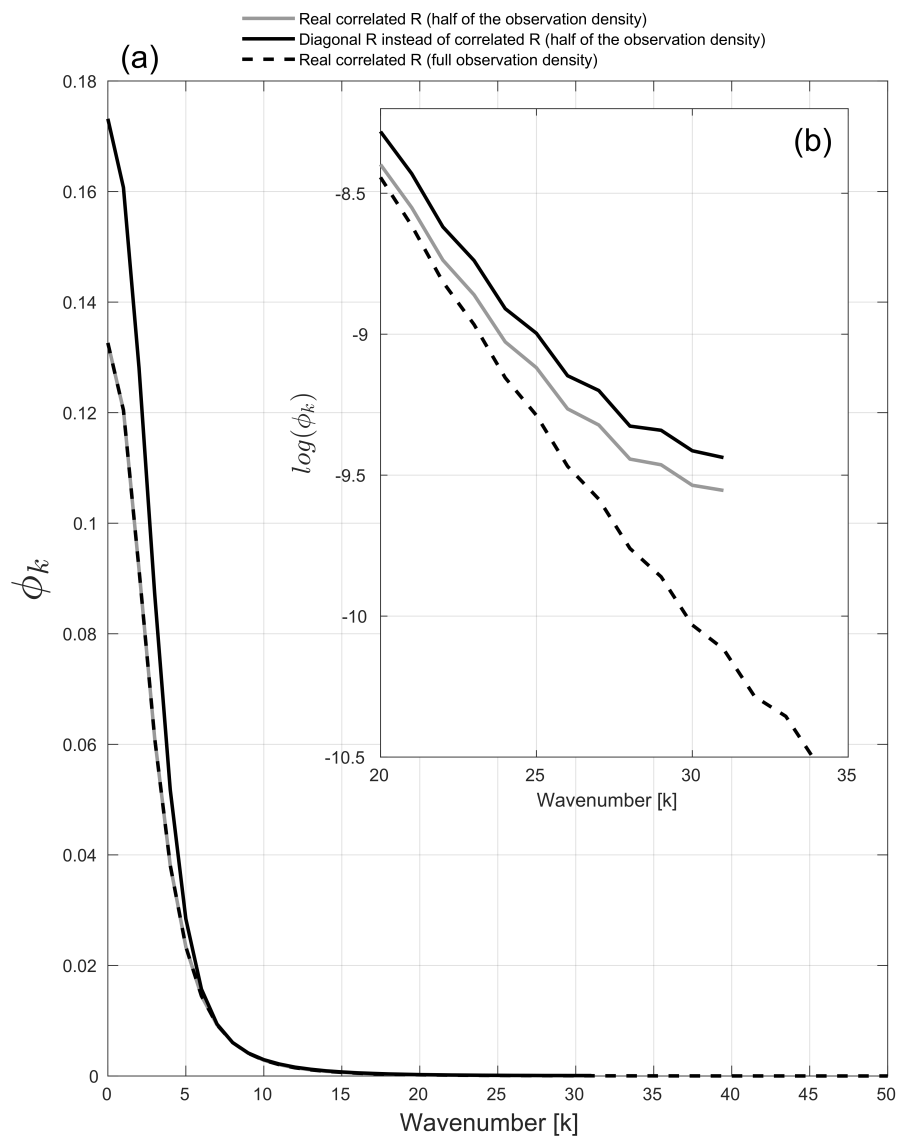 Real correlated R (half of the observation density)
Diagonal R instead of correlated R (half of the observation density)
Real correlated R (full observation density)
(a)
0.18
0.16
0.14
0.12
0.1
0.08
0.06
0.04
0.02
0
ϕk
0 5 10 15 20 25 30 35 40 45 50
Wavenumber [k]
(b)
-8.5
-9
-9.5
-10
-10.5
log(ϕk)
20 25 30 35
Wavenumber [k]